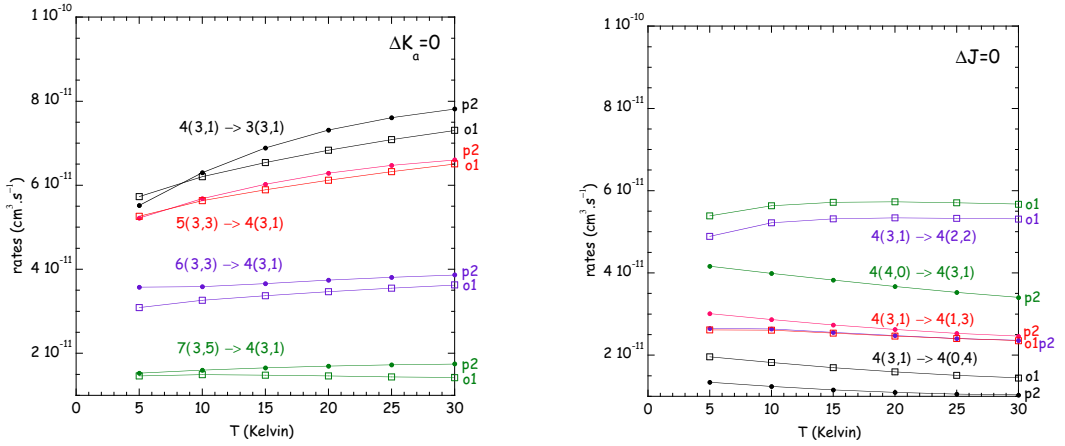 1 10⁻¹⁰
ΔKₐ=0
8 10⁻¹¹
p2
4(3,1) -> 3(3,1)
o1
p2
o1
6 10⁻¹¹
rates (cm³.s⁻¹)
5(3,3) -> 4(3,1)
6(3,3) -> 4(3,1)
4 10⁻¹¹
p2
o1
7(3,5) -> 4(3,1)
2 10⁻¹¹
p2
o1
0 5 10 15 20 25 30
T (Kelvin)
1 10⁻¹⁰
ΔJ=0
8 10⁻¹¹
6 10⁻¹¹
o1
o1
rates (cm³.s⁻¹)
4(3,1) -> 4(2,2)
4 10⁻¹¹
4(4,0) -> 4(3,1)
p2
4(3,1) -> 4(1,3)
p2
o1p2
2 10⁻¹¹
4(3,1) -> 4(0,4)
o1
p2
0 5 10 15 20 25 30
T (Kelvin)